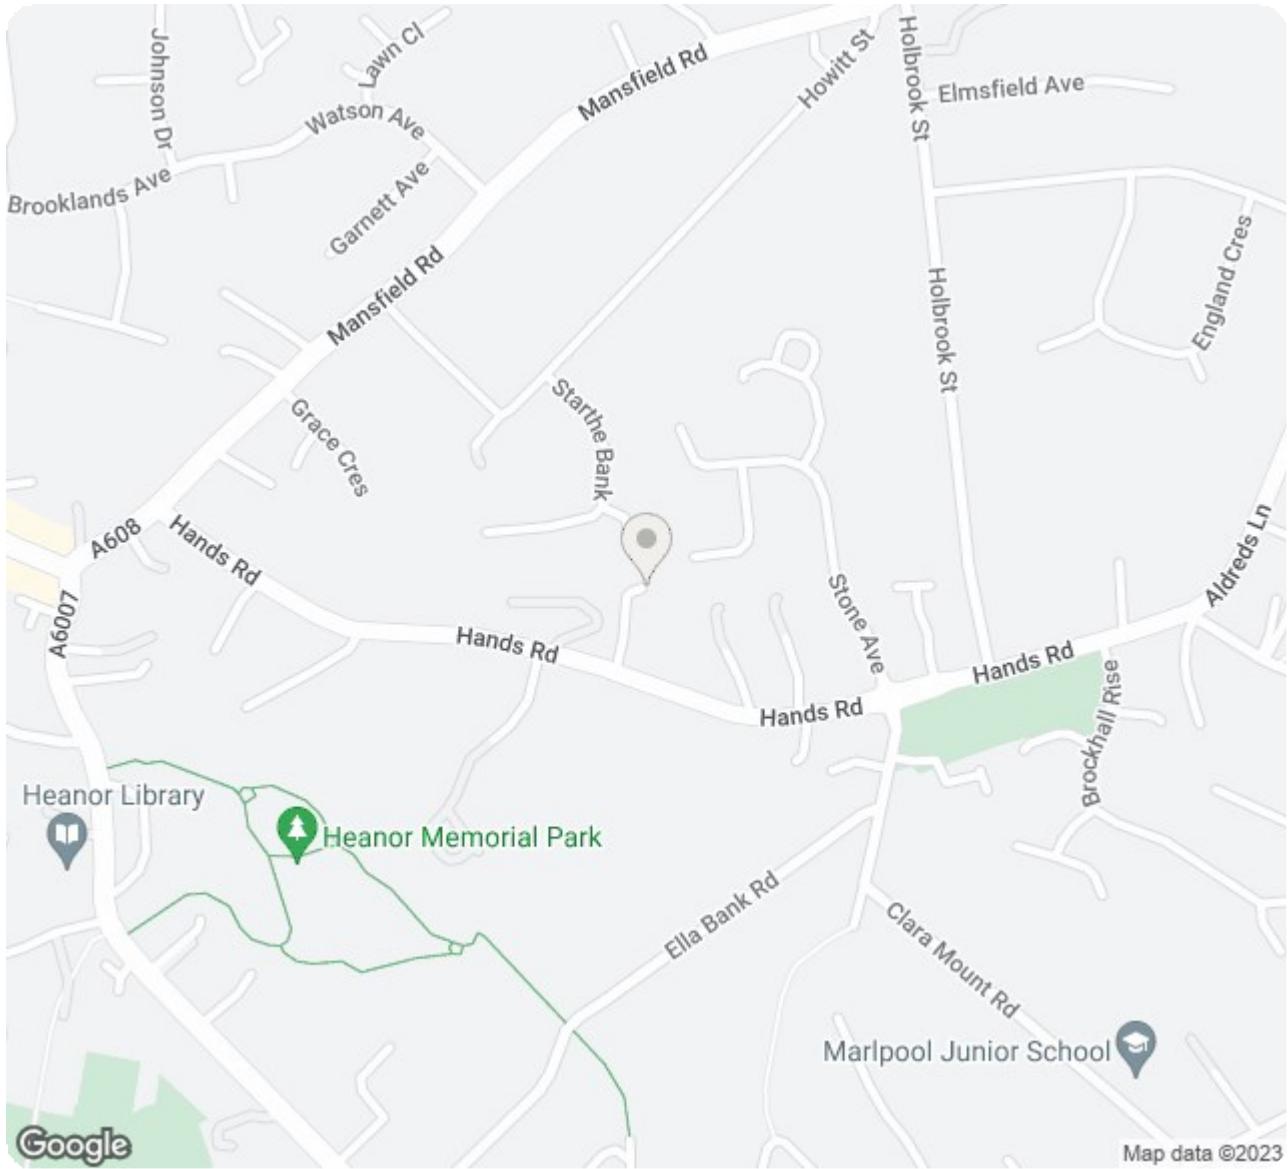 Johnson Dr
Lawn Cl
Watson Ave
Mansfield Rd
Howitt St
Holbrook St
Elmsfield Ave
Brooklands Ave
Garnett Ave
Mansfield Rd
Holbrook St
England Cres
Starthe Bank
Grace Cres
A608
Hands Rd
A6007
Hands Rd
Stone Ave
Aldreds Ln
Hands Rd
Hands Rd
Brockhall Rise
Heanor Library
Heanor Memorial Park
Ella Bank Rd
Clara Mount Rd
Marlpool Junior School
Google
Map data ©2023